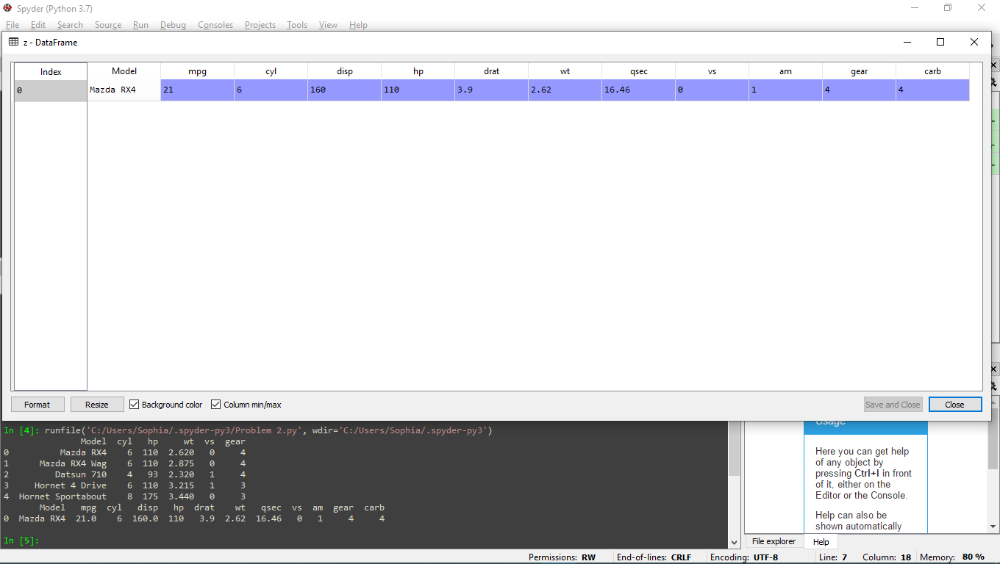 Spyder (Python 3.7)
File Edit Search Source Run Debug Consoles Projects Tools View Help
z - DataFrame
Index Model mpg cyl disp hp drat wt qsec vs am gear carb
0 Mazda RX4 21 6 160 110 3.9 2.62 16.46 0 1 4 4
Format Resize Background color Column min/max Save and Close Close
In [4]: runfile('C:/Users/Sophia/.spyder-py3/Problem 2.py', wdir='C:/Users/Sophia/.spyder-py3')
Model cyl hp wt vs gear
0 Mazda RX4 6 110 2.620 0 4
1 Mazda RX4 Wag 6 110 2.875 0 4
2 Datsun 710 4 93 2.320 1 4
3 Hornet 4 Drive 6 110 3.215 1 3
4 Hornet Sportabout 8 175 3.440 0 3
Model mpg cyl disp hp drat wt qsec vs am gear carb
0 Mazda RX4 21.0 6 160.0 110 3.9 2.62 16.46 0 1 4 4
In [5]:
Usage
Here you can get help
of any object by
pressing Ctrl+I in front
of it, either on the
Editor or the Console.
Help can also be
shown automatically
File explorer Help
Permissions: RW End-of-lines: CRLF Encoding: UTF-8 Line: 7 Column: 18 Memory: 80 %